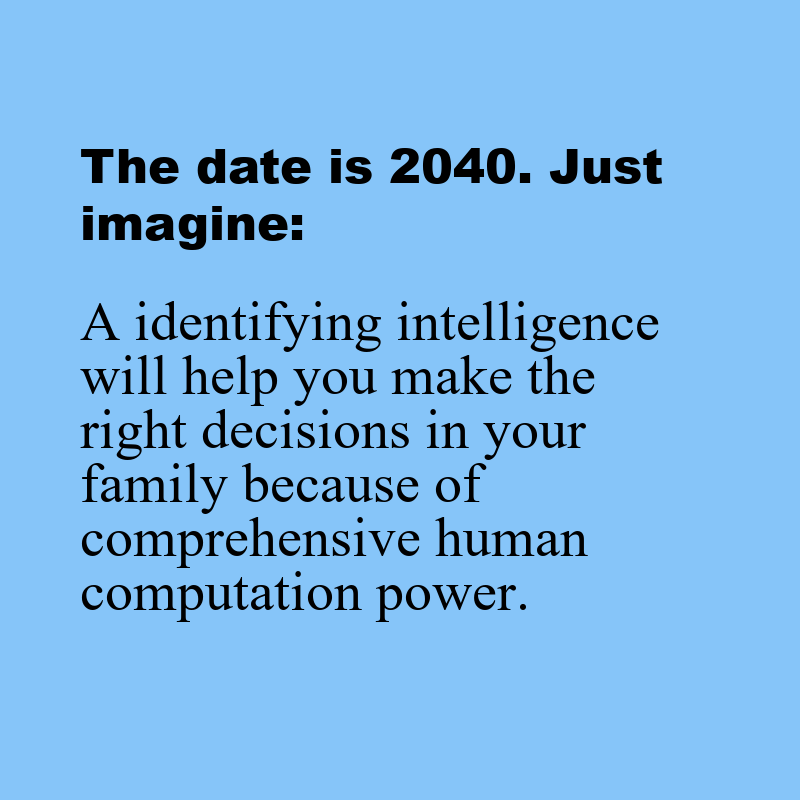 The date is 2040. Just
imagine:
A identifying intelligence
will help you make the
right decisions in your
family because of
comprehensive human
computation power.